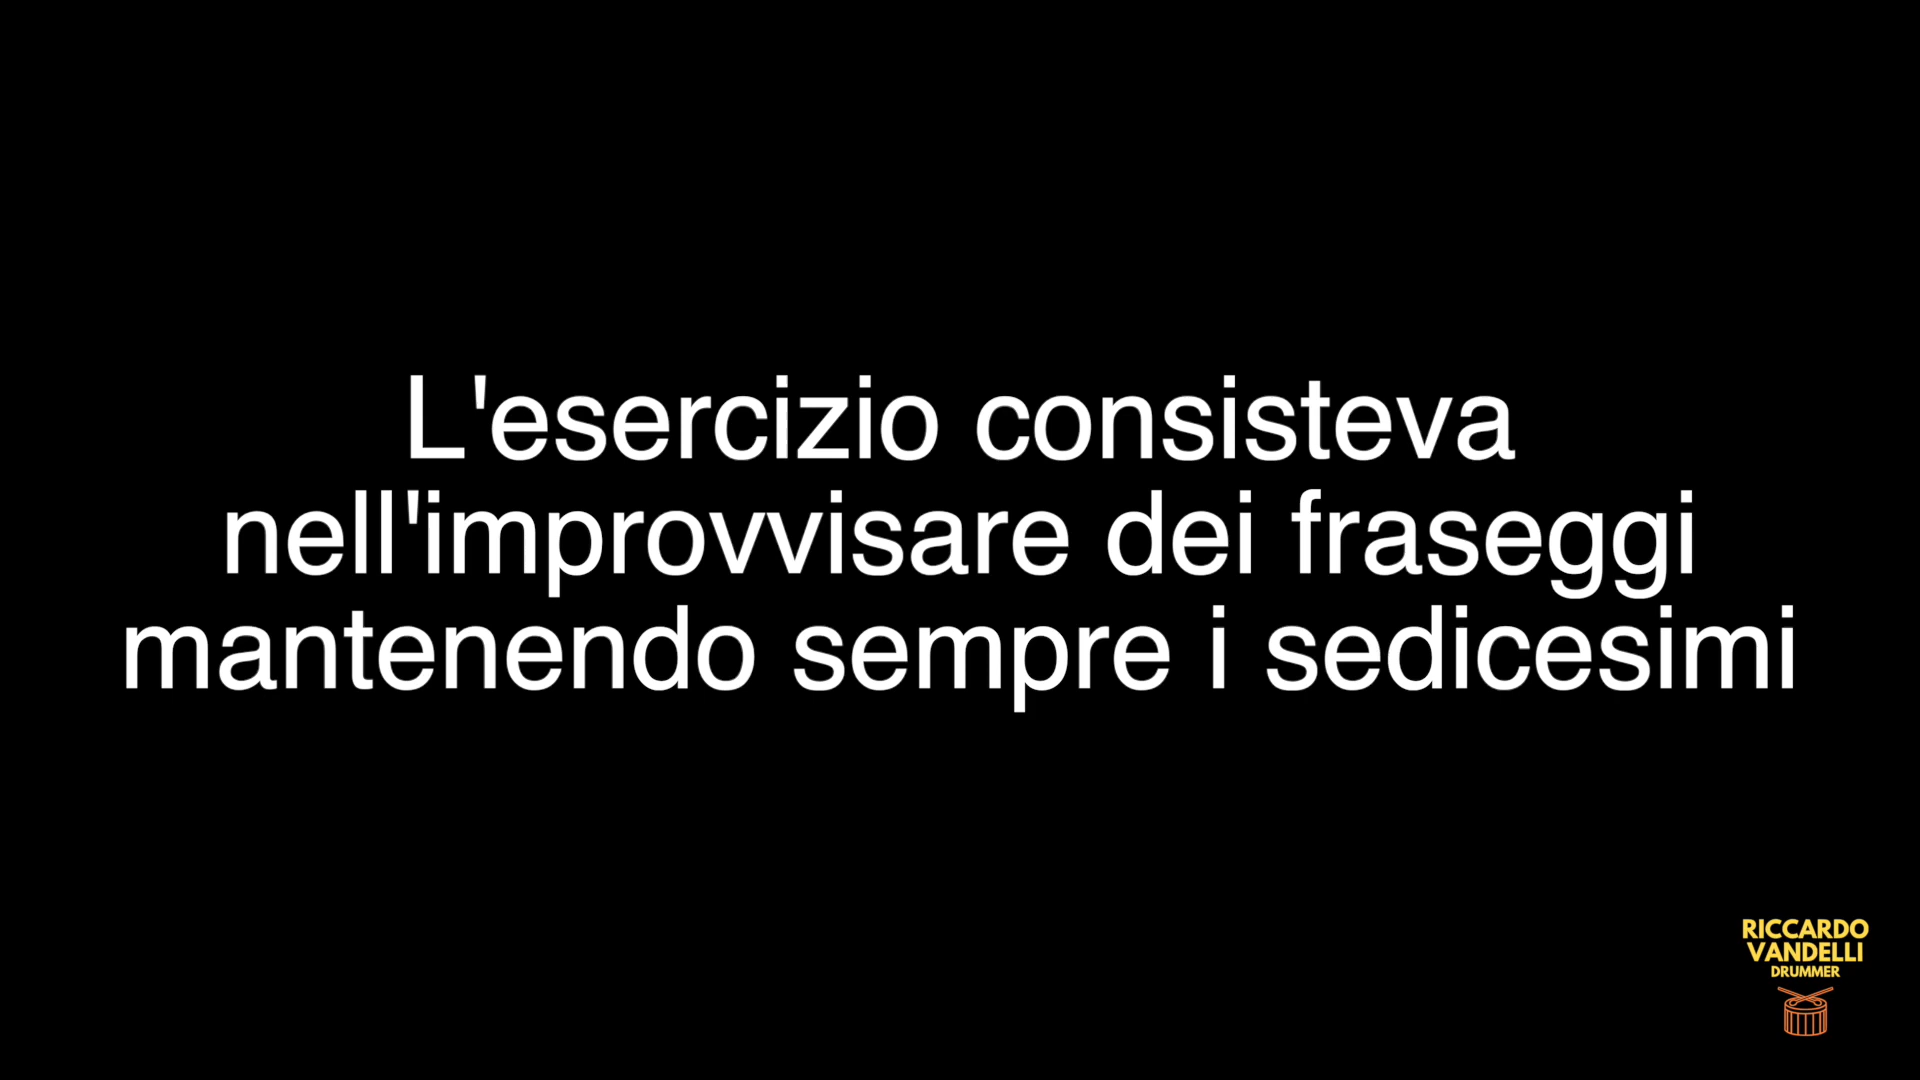 L'esercizio consisteva
nell'improvvisare dei fraseggi
mantenendo sempre i sedicesimi
RICCARDO
VANDELLI
DRUMMER